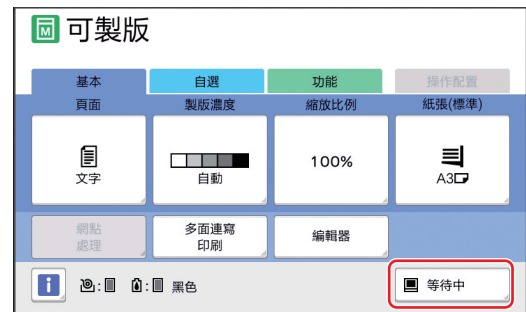 M 可製版
基本 自選 功能 操作配置
頁面 製版濃度 縮放比例 紙張(標準)
文字 自動 100% A3
網點
處理
多面連寫
印刷
編輯器
i : : 黑色 等待中